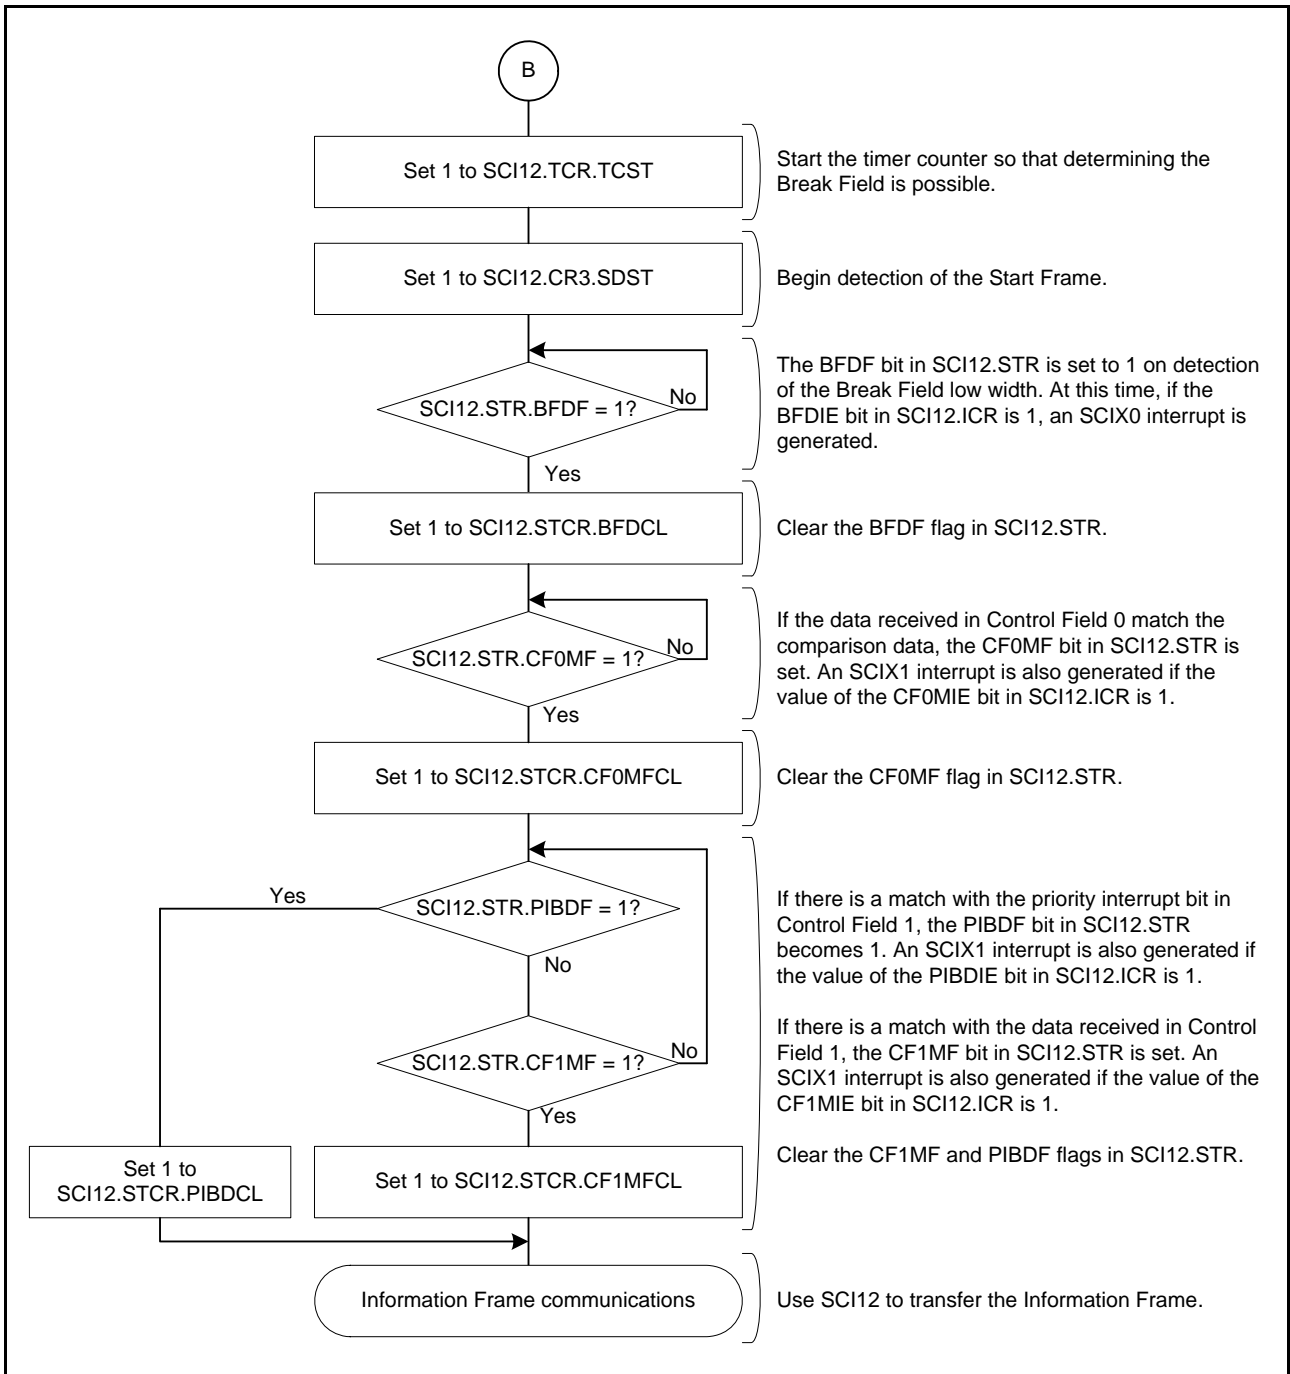 B
Set 1 to SCI12.TCR.TCST
Start the timer counter so that determining the
Break Field is possible.
Set 1 to SCI12.CR3.SDST
Begin detection of the Start Frame.
SCI12.STR.BFDF = 1?
No
Yes
The BFDF bit in SCI12.STR is set to 1 on detection
of the Break Field low width. At this time, if the
BFDIE bit in SCI12.ICR is 1, an SCIX0 interrupt is
generated.
Set 1 to SCI12.STCR.BFDCL
Clear the BFDF flag in SCI12.STR.
SCI12.STR.CF0MF = 1?
No
Yes
If the data received in Control Field 0 match the
comparison data, the CF0MF bit in SCI12.STR is
set. An SCIX1 interrupt is also generated if the
value of the CF0MIE bit in SCI12.ICR is 1.
Set 1 to SCI12.STCR.CF0MFCL
Clear the CF0MF flag in SCI12.STR.
Yes
SCI12.STR.PIBDF = 1?
No
If there is a match with the priority interrupt bit in
Control Field 1, the PIBDF bit in SCI12.STR
becomes 1. An SCIX1 interrupt is also generated if
the value of the PIBDIE bit in SCI12.ICR is 1.
SCI12.STR.CF1MF = 1?
No
Yes
If there is a match with the data received in Control
Field 1, the CF1MF bit in SCI12.STR is set. An
SCIX1 interrupt is also generated if the value of the
CF1MIE bit in SCI12.ICR is 1.
Set 1 to
SCI12.STCR.PIBDCL
Set 1 to SCI12.STCR.CF1MFCL
Clear the CF1MF and PIBDF flags in SCI12.STR.
Information Frame communications
Use SCI12 to transfer the Information Frame.